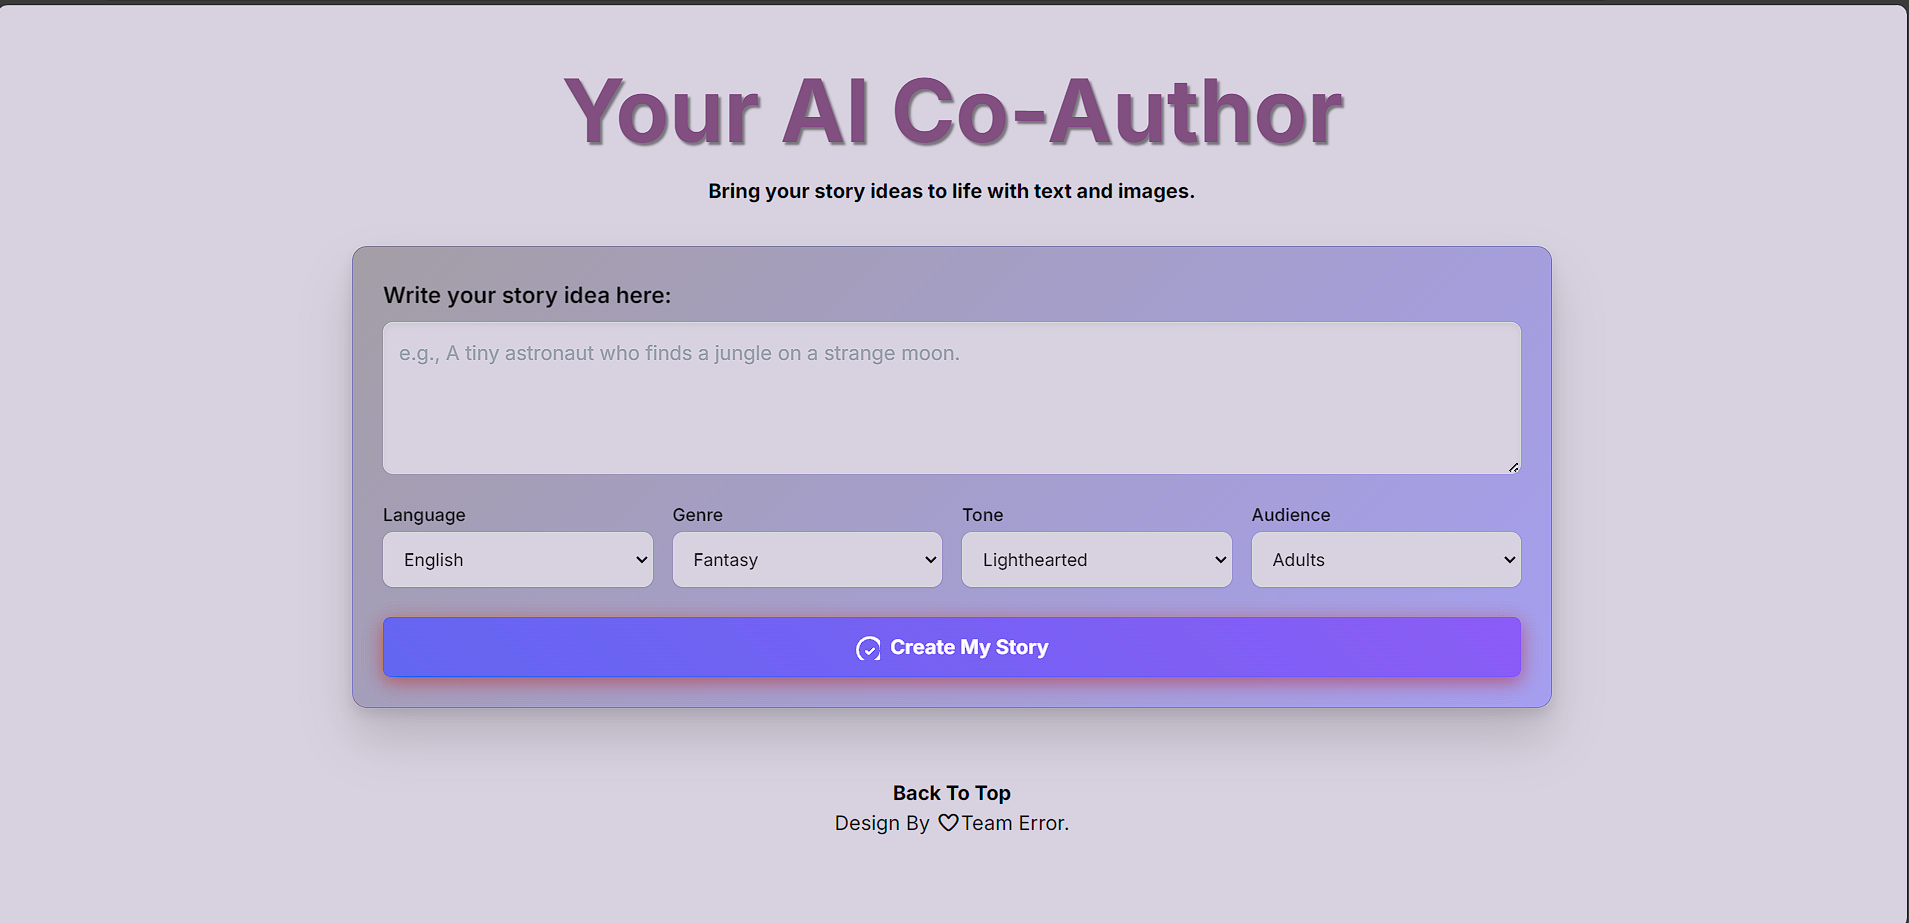 Your AI Co-Author
Bring your story ideas to life with text and images.
Write your story idea here:
e.g., A tiny astronaut who finds a jungle on a strange moon.
Language Genre Tone Audience
English Fantasy Lighthearted Adults
Create My Story
Back To Top
Design By ♡Team Error.